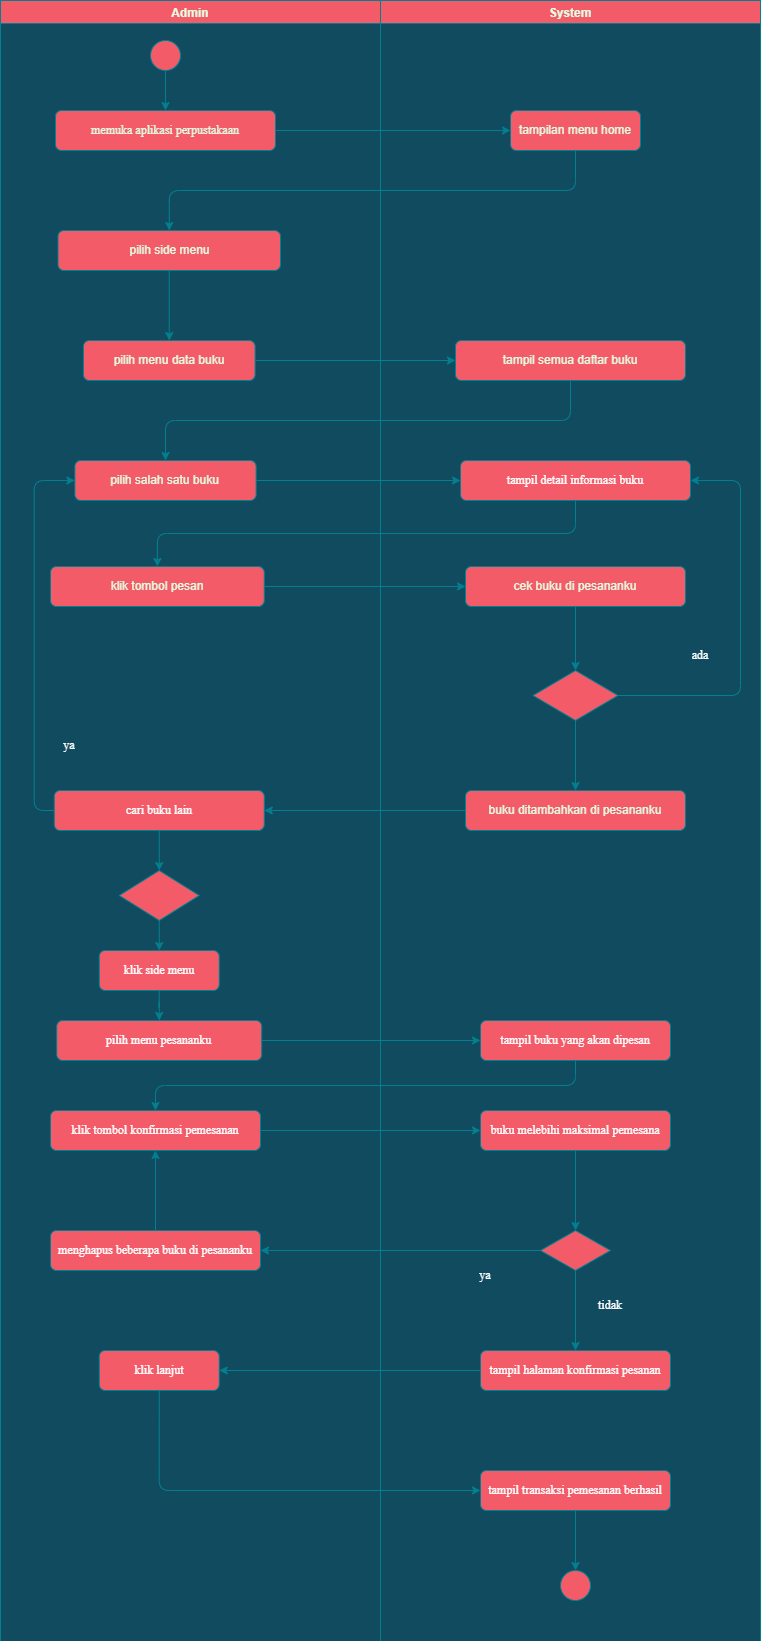 Admin
System
memuka aplikasi perpustakaan
tampilan menu home
pilih side menu
pilih menu data buku
tampil semua daftar buku
pilih salah satu buku
tampil detail informasi buku
klik tombol pesan
cek buku di pesananku
ada
ya
cari buku lain
buku ditambahkan di pesananku
klik side menu
pilih menu pesananku
tampil buku yang akan dipesan
klik tombol konfirmasi pemesanan
buku melebihi maksimal pemesana
menghapus beberapa buku di pesananku
ya
tidak
klik lanjut
tampil halaman konfirmasi pesanan
tampil transaksi pemesanan berhasil